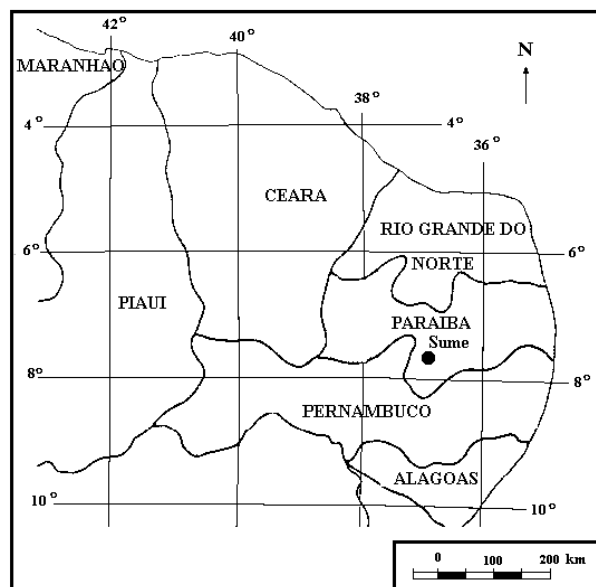 42°
40°
N
MARANHAO
38°
4°
4°
36°
CEARA
RIO GRANDE DO
6°
6°
NORTE
PIAUI
PARAIBA
Sume
8°
8°
PERNAMBUCO
ALAGOAS
10°
10°
0 100 200 km